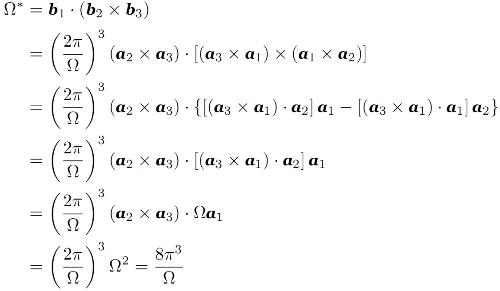 Ω* = b₁ · (b₂ × b₃)
= (2π/Ω)³ (a₂ × a₃) · [(a₃ × a₁) × (a₁ × a₂)]
= (2π/Ω)³ (a₂ × a₃) · {[(a₃ × a₁) · a₂] a₁ − [(a₃ × a₁) · a₁] a₂}
= (2π/Ω)³ (a₂ × a₃) · [(a₃ × a₁) · a₂] a₁
= (2π/Ω)³ (a₂ × a₃) · Ωa₁
= (2π/Ω)³ Ω² = 8π³/Ω